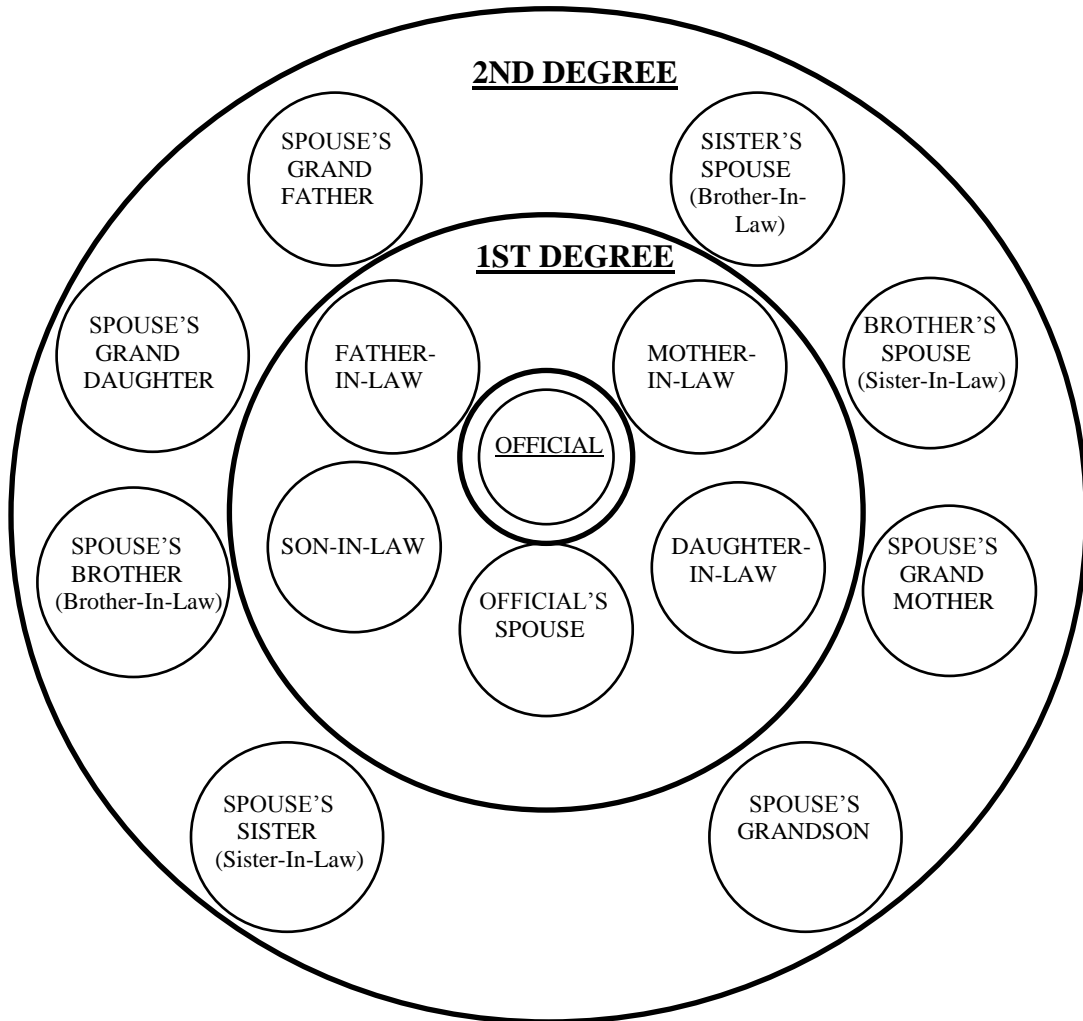 2ND DEGREE
SPOUSE’S
GRAND
FATHER
SISTER’S
SPOUSE
(Brother-In-
Law)
1ST DEGREE
SPOUSE’S
GRAND
DAUGHTER
FATHER-
IN-LAW
MOTHER-
IN-LAW
BROTHER’S
SPOUSE
(Sister-In-Law)
OFFICIAL
SPOUSE’S
BROTHER
(Brother-In-Law)
SON-IN-LAW
OFFICIAL’S
SPOUSE
DAUGHTER-
IN-LAW
SPOUSE’S
GRAND
MOTHER
SPOUSE’S
SISTER
(Sister-In-Law)
SPOUSE’S
GRANDSON